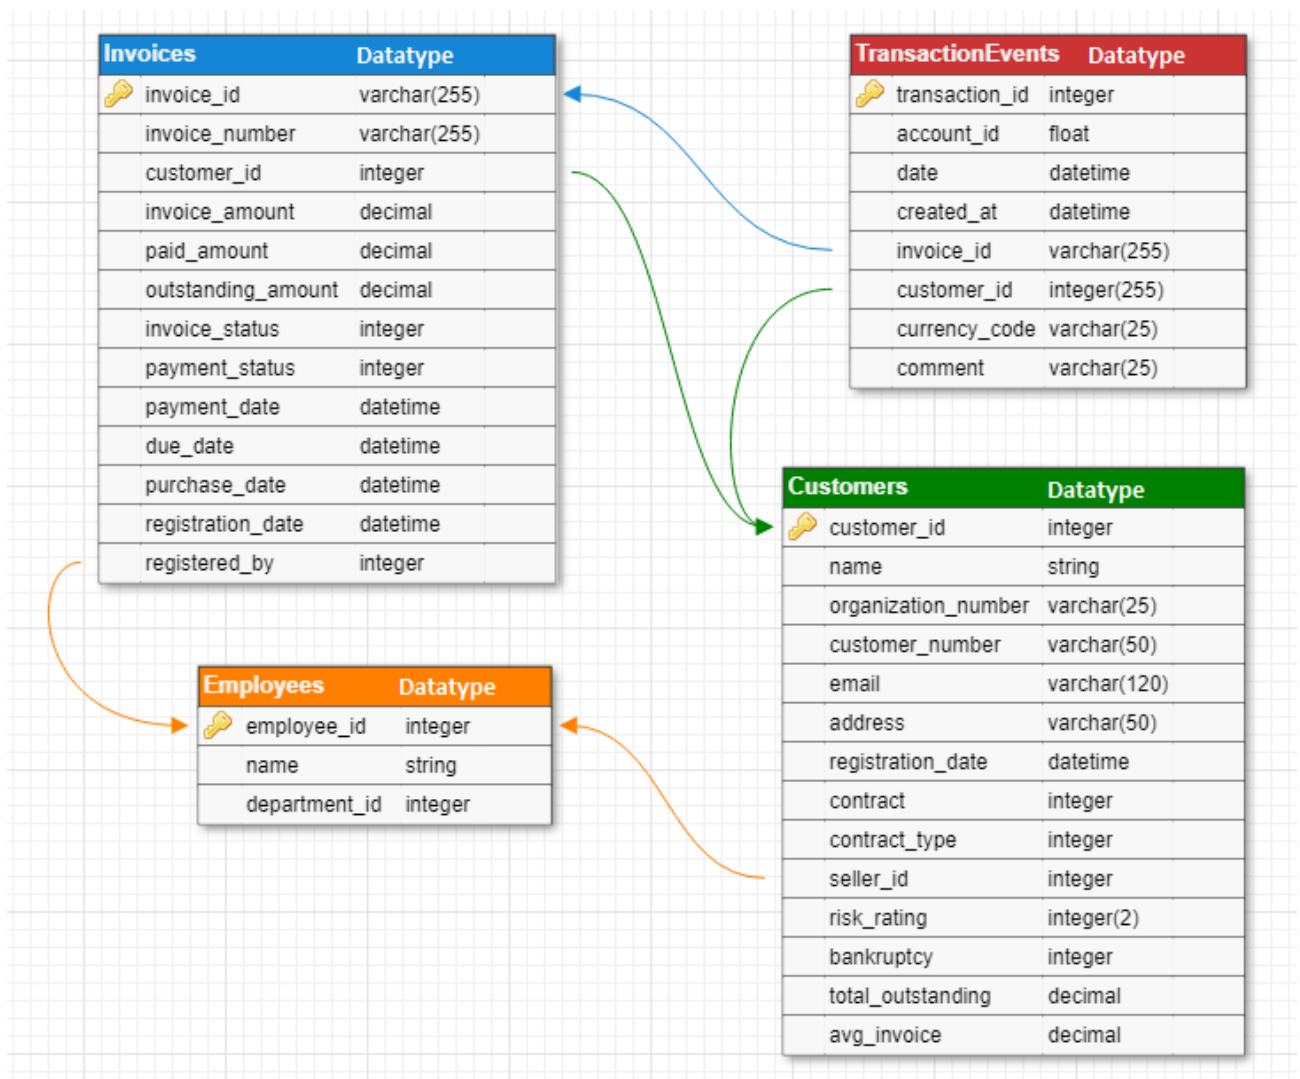 Invoices Datatype
invoice_id varchar(255)
invoice_number varchar(255)
customer_id integer
invoice_amount decimal
paid_amount decimal
outstanding_amount decimal
invoice_status integer
payment_status integer
payment_date datetime
due_date datetime
purchase_date datetime
registration_date datetime
registered_by integer
TransactionEvents Datatype
transaction_id integer
account_id float
date datetime
created_at datetime
invoice_id varchar(255)
customer_id integer(255)
currency_code varchar(25)
comment varchar(25)
Employees Datatype
employee_id integer
name string
department_id integer
Customers Datatype
customer_id integer
name string
organization_number varchar(25)
customer_number varchar(50)
email varchar(120)
address varchar(50)
registration_date datetime
contract integer
contract_type integer
seller_id integer
risk_rating integer(2)
bankruptcy integer
total_outstanding decimal
avg_invoice decimal